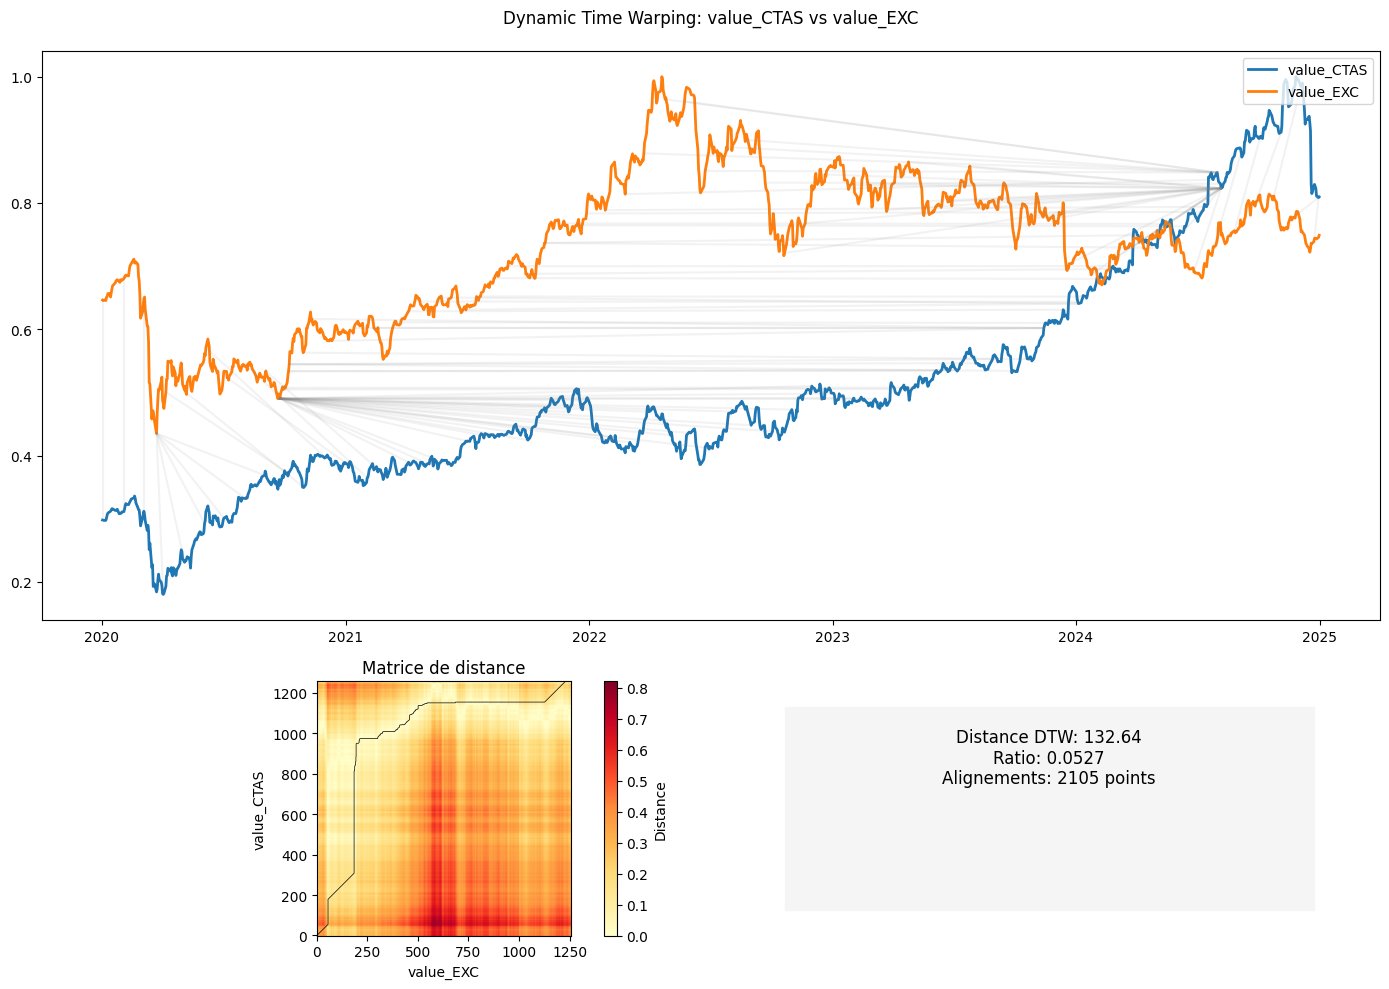 Dynamic Time Warping: value_CTAS vs value_EXC
value_CTAS
value_EXC
1.0
0.8
0.6
0.4
0.2
2020 2021 2022 2023 2024 2025
Matrice de distance
value_CTAS
1200
1000
800
600
400
200
0
0 250 500 750 1000 1250
value_EXC
0.8
0.7
0.6
0.5
0.4
0.3
0.2
0.1
0.0
Distance
Distance DTW: 132.64
Ratio: 0.0527
Alignements: 2105 points